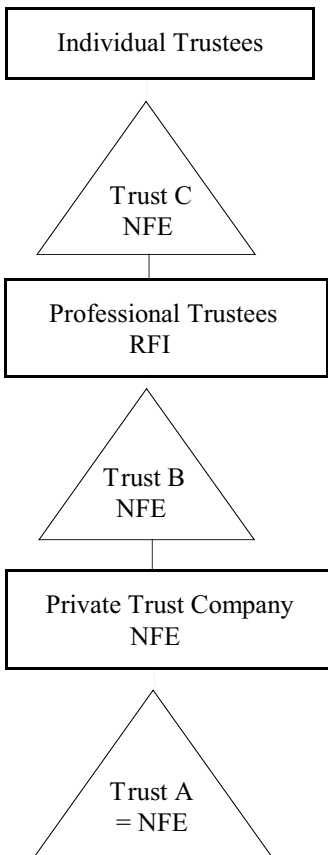 Individual Trustees
Trust C
NFE
Professional Trustees
RFI
Trust B
NFE
Private Trust Company
NFE
Trust A
= NFE